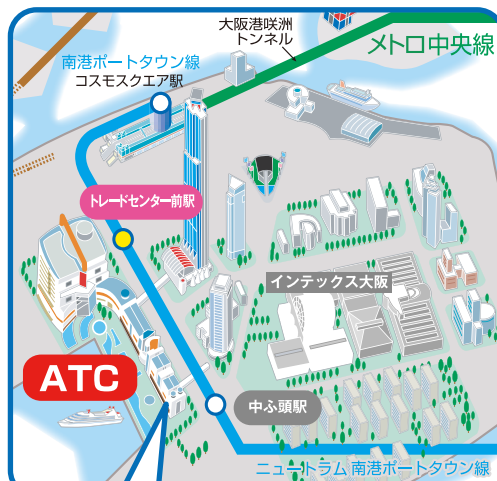 大阪港咲洲
トンネル
メトロ中央線
南港ポートタウン線
コスモスクエア駅
トレードセンター前駅
インテックス大阪
ATC
中ふ頭駅
ニュートラム 南港ポートタウン線